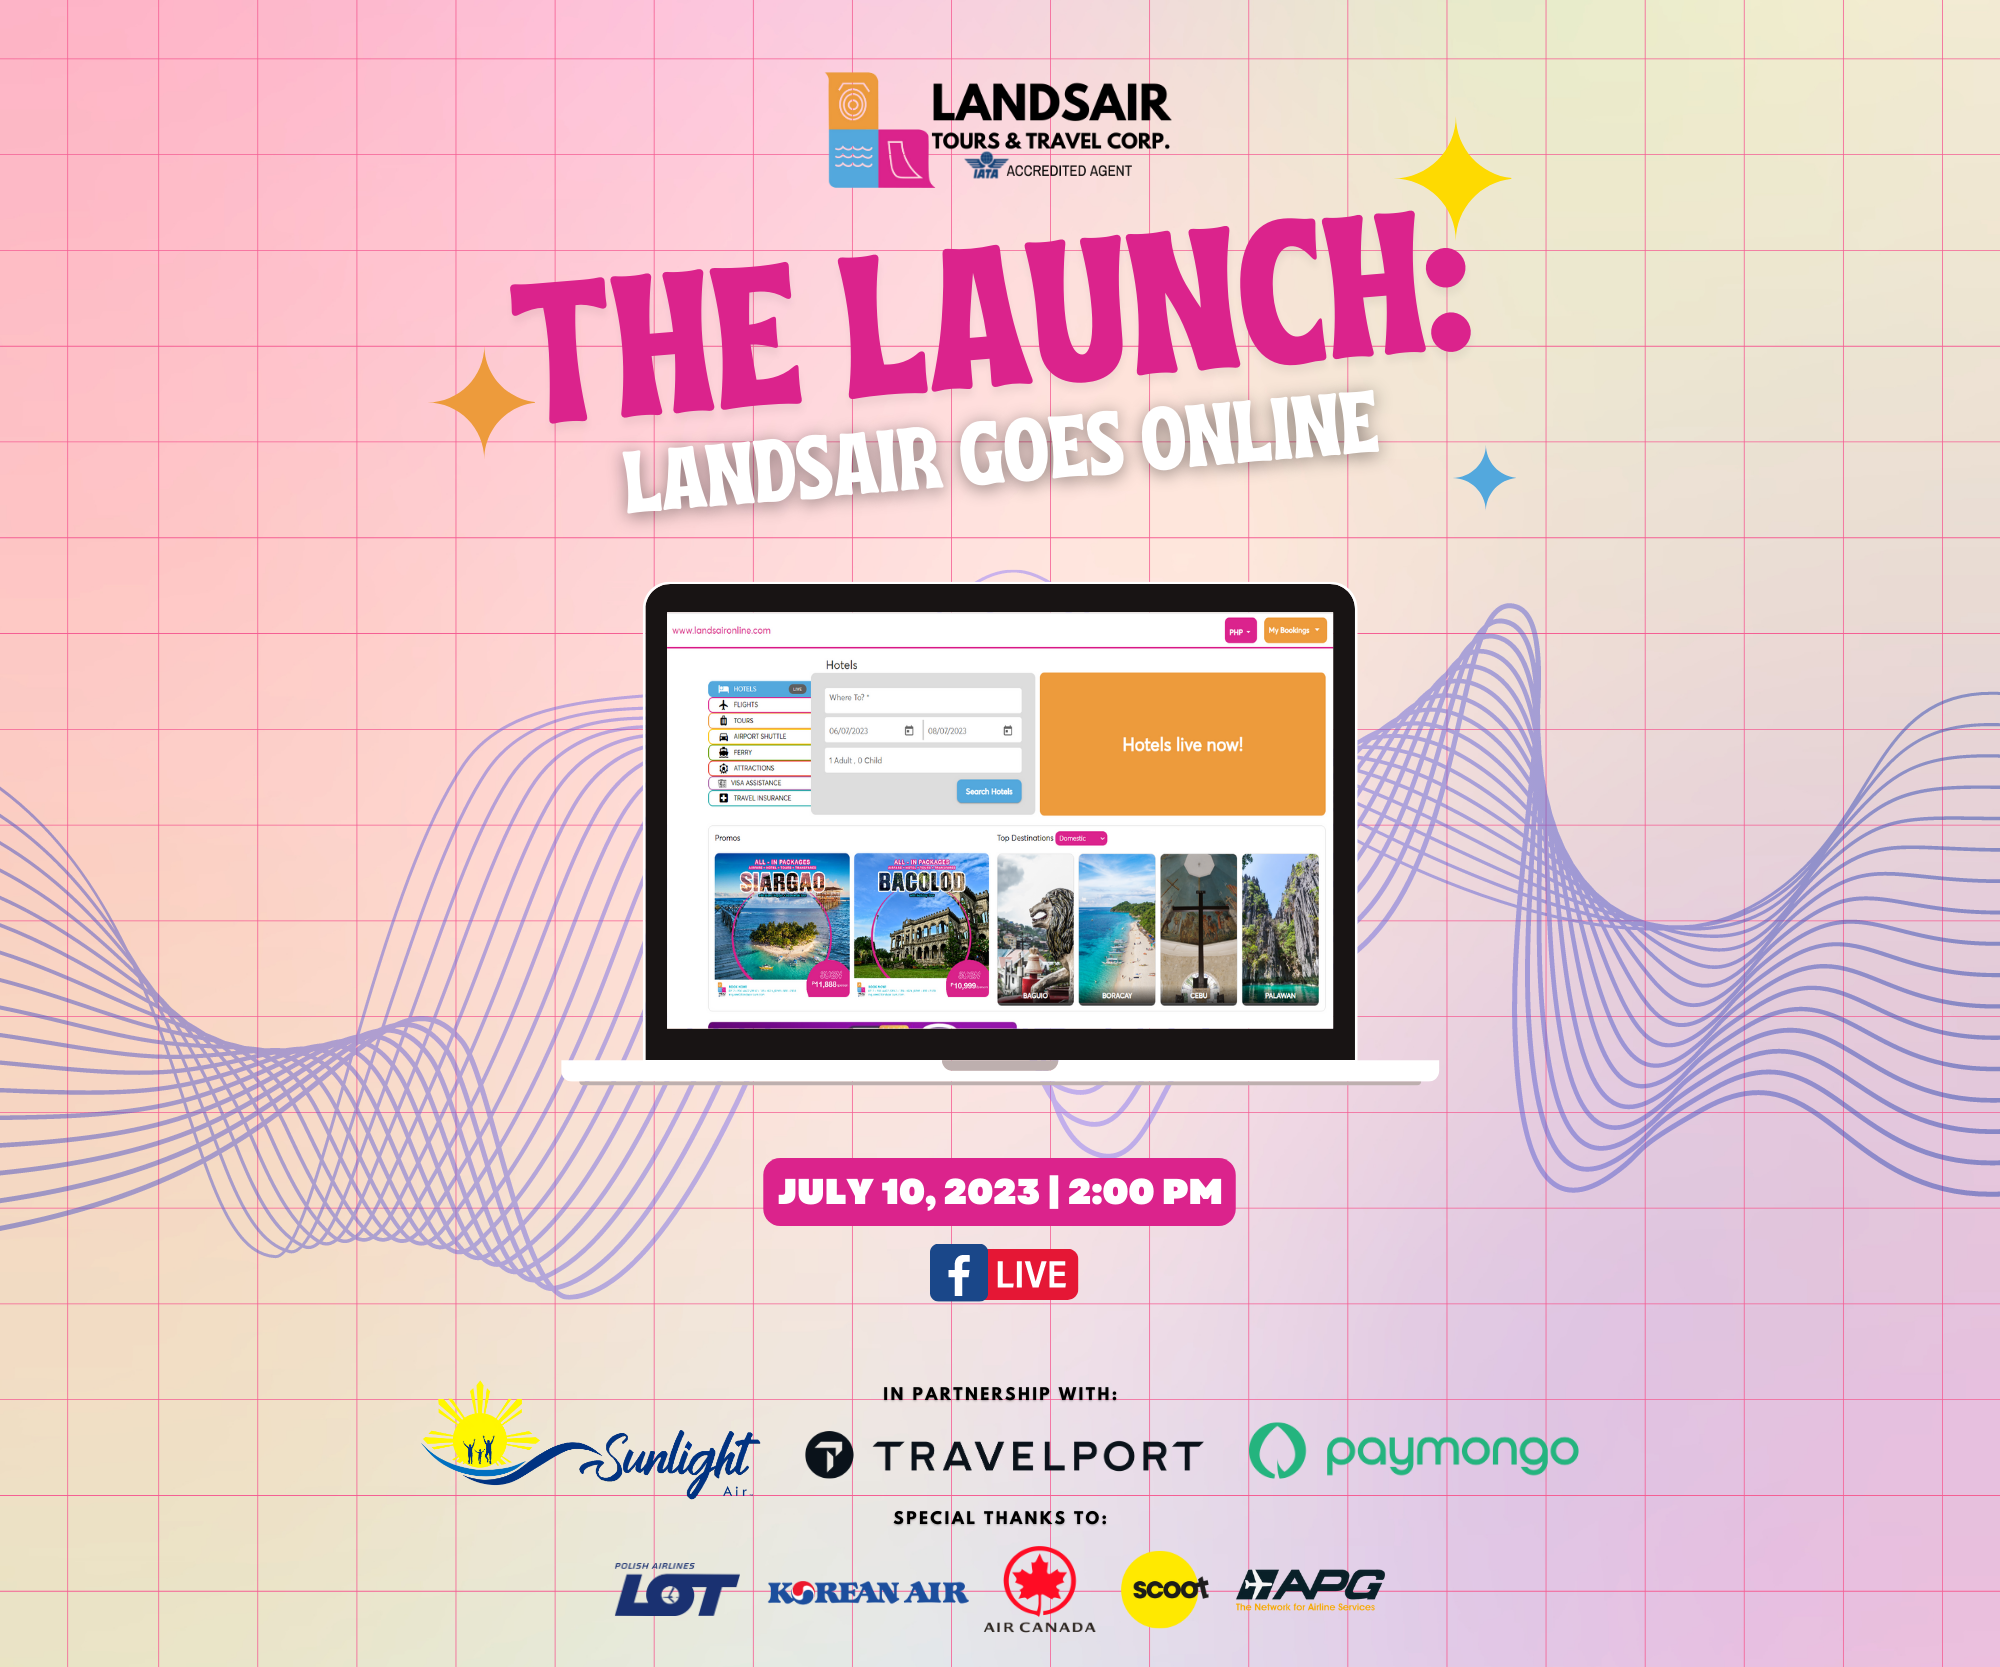 LANDSAIR
TOURS & TRAVEL CORP.
IATA ACCREDITED AGENT
THE LAUNCH:
LANDSAIR GOES ONLINE
www.landsaironline.com
PHP
My Bookings
Hotels
HOTELS LIVE
FLIGHTS
TOURS
AIRPORT SHUTTLE
FERRY
ATTRACTIONS
VISA ASSISTANCE
TRAVEL INSURANCE
Where To? *
06/07/2023 08/07/2023
1 Adult , 0 Child
Search Hotels
Hotels live now!
Promos
Top Destinations Domestic
ALL - IN PACKAGES
SIARGAO
₱11,888
ALL - IN PACKAGES
BACOLOD
₱10,999
BAGUIO
BORACAY
CEBU
PALAWAN
JULY 10, 2023 | 2:00 PM
f LIVE
IN PARTNERSHIP WITH:
Sunlight
Air
TRAVELPORT
paymongo
SPECIAL THANKS TO:
POLISH AIRLINES
LOT
KOREAN AIR
AIR CANADA
scoot
APG
The Network for Airline Services